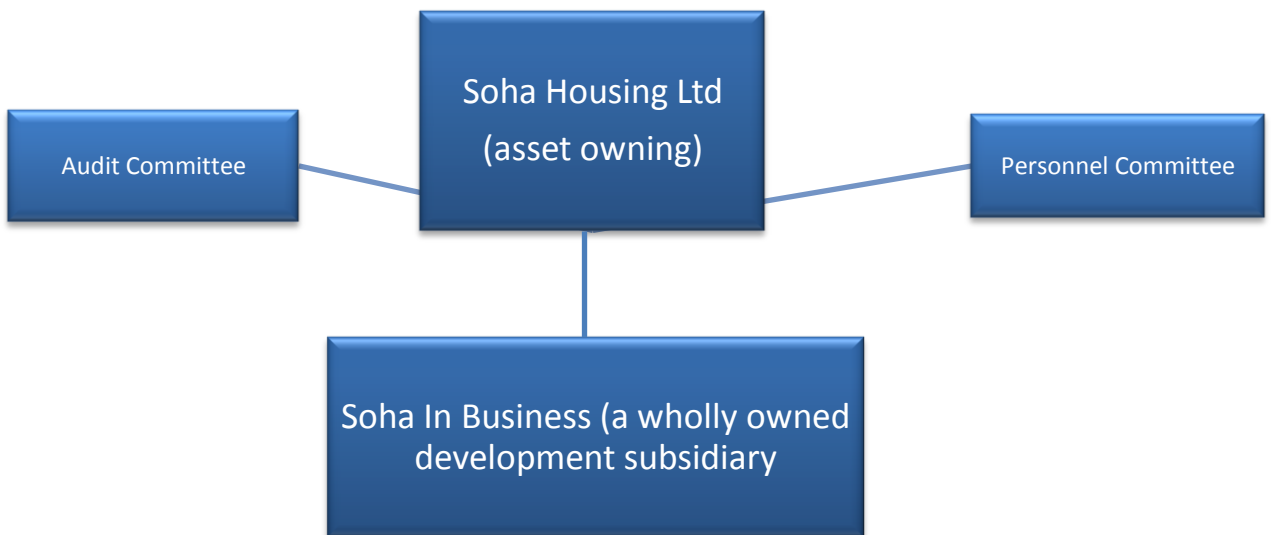 Soha Housing Ltd
(asset owning)
Audit Committee
Personnel Committee
Soha In Business (a wholly owned
development subsidiary